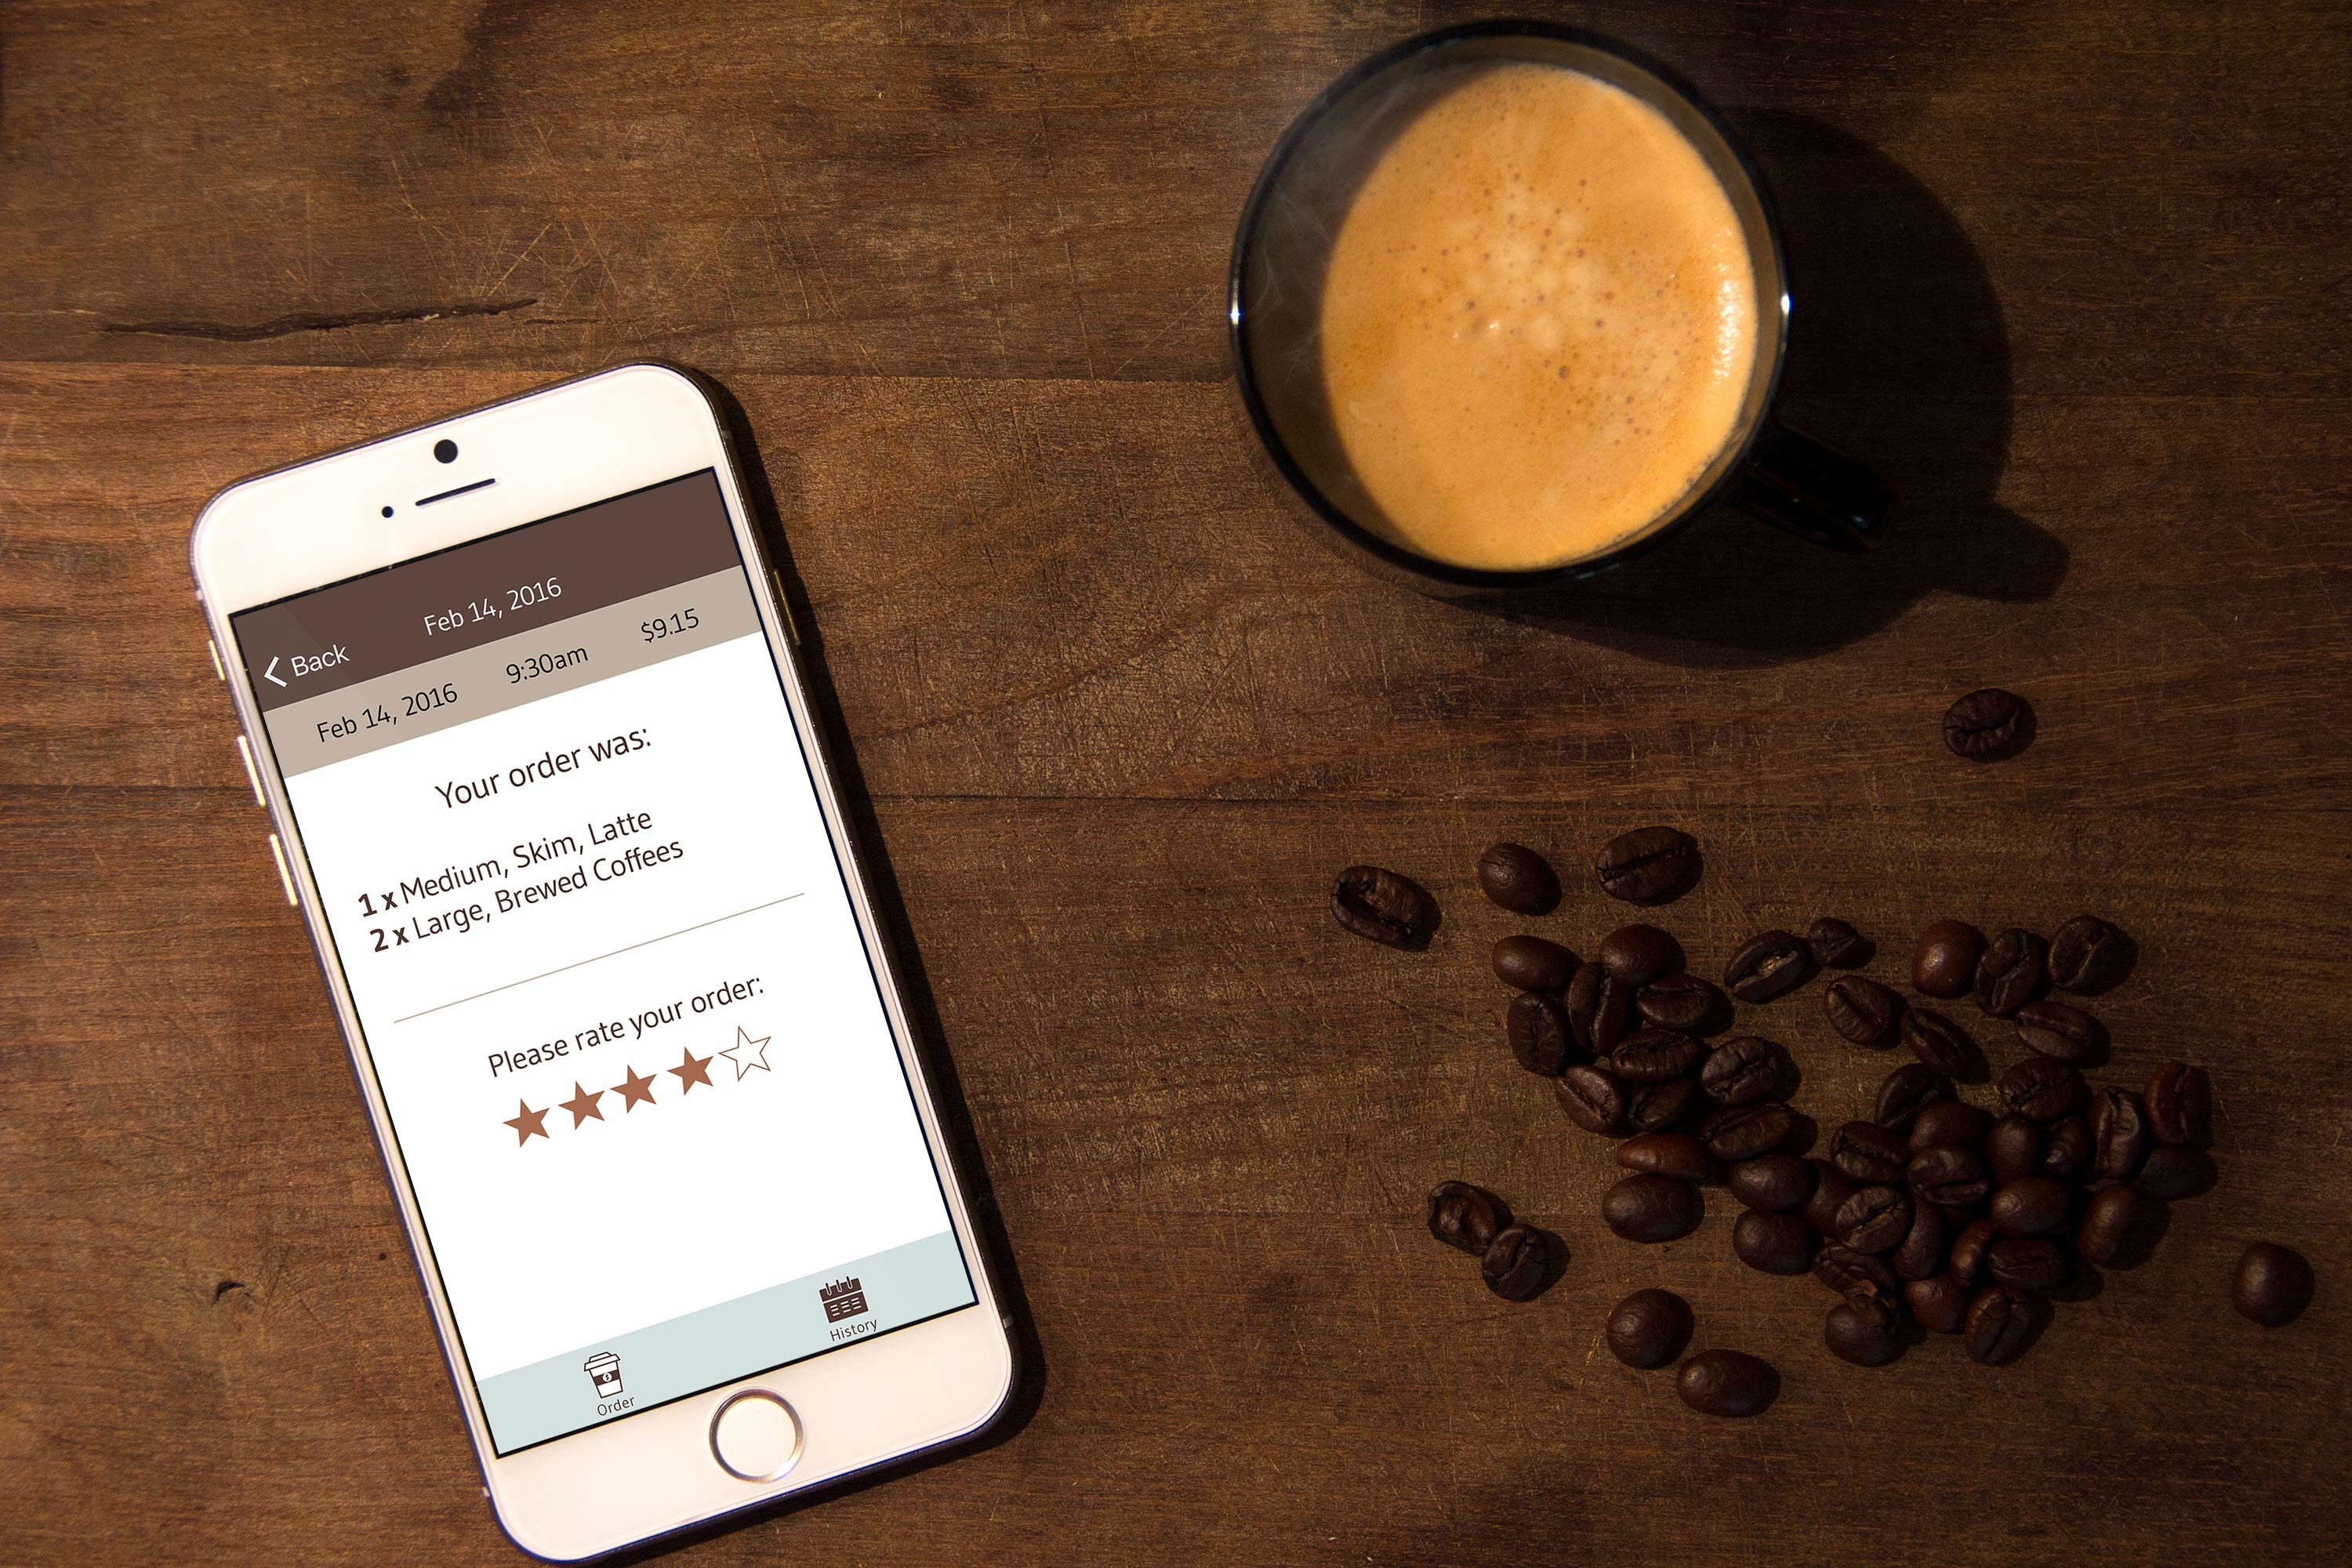 Feb 14, 2016
Back
Feb 14, 2016 9:30am $9.15
Your order was:
1 x Medium, Skim, Latte
2 x Large, Brewed Coffees
Please rate your order:
Order
History